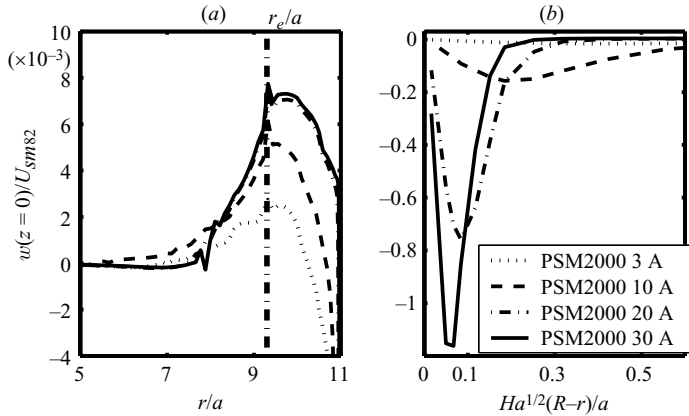 (a)
r_e/a
(b)
10
(×10⁻³)
8
6
4
2
0
−2
−4
w(z = 0)/U_sm82
5
7
9
11
r/a
0
−0.2
−0.4
−0.6
−0.8
−1
PSM2000 3 A
PSM2000 10 A
PSM2000 20 A
PSM2000 30 A
0
0.1
0.3
0.5
Ha^{1/2}(R−r)/a